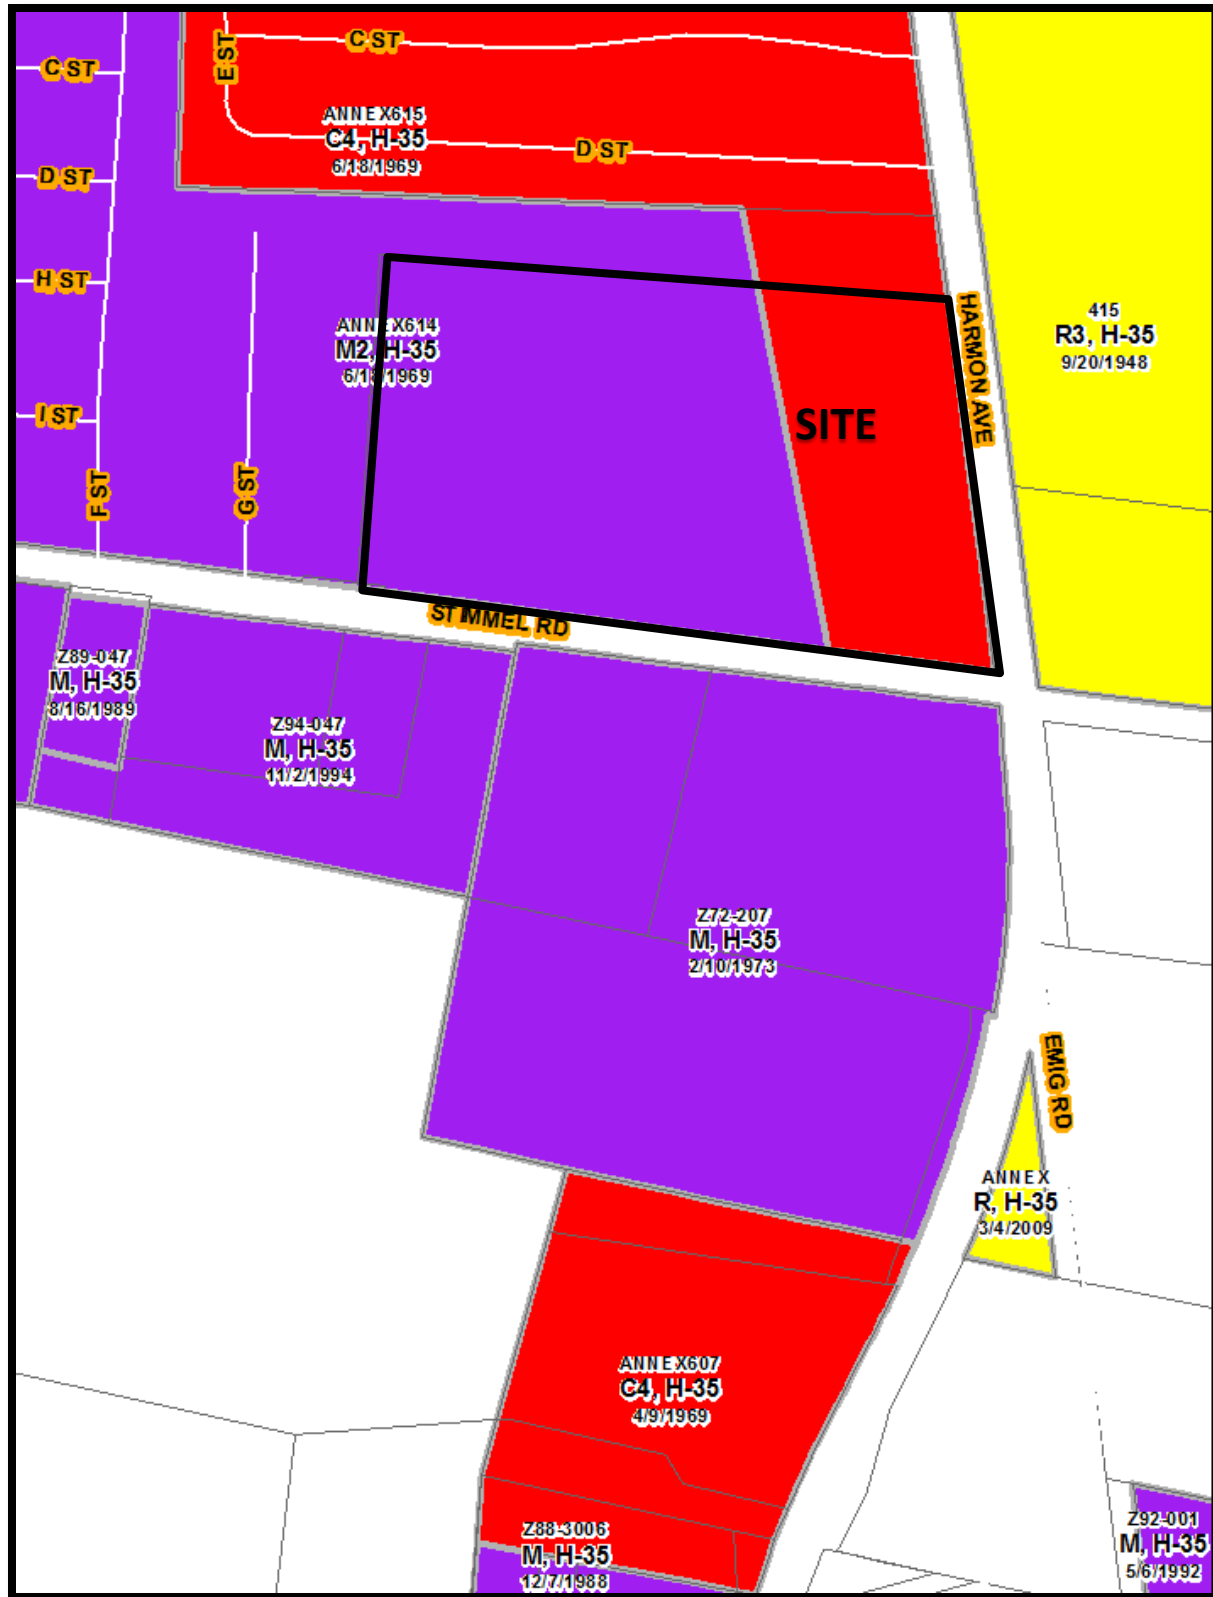 C ST
E ST
C ST
ANNEX615
C4, H-35
6/18/1969
D ST
D ST
H ST
ANNEX614
M2, H-35
6/18/1969
HARMON AVE
415
R3, H-35
9/20/1948
I ST
SITE
F ST
G ST
STIMMEL RD
Z89-047
M, H-35
8/16/1989
Z94-047
M, H-35
11/2/1994
Z72-207
M, H-35
2/10/1973
EMIG RD
ANNEX
R, H-35
3/4/2009
ANNEX607
C4, H-35
4/9/1969
Z88-3006
M, H-35
12/7/1988
Z92-001
M, H-35
5/6/1992